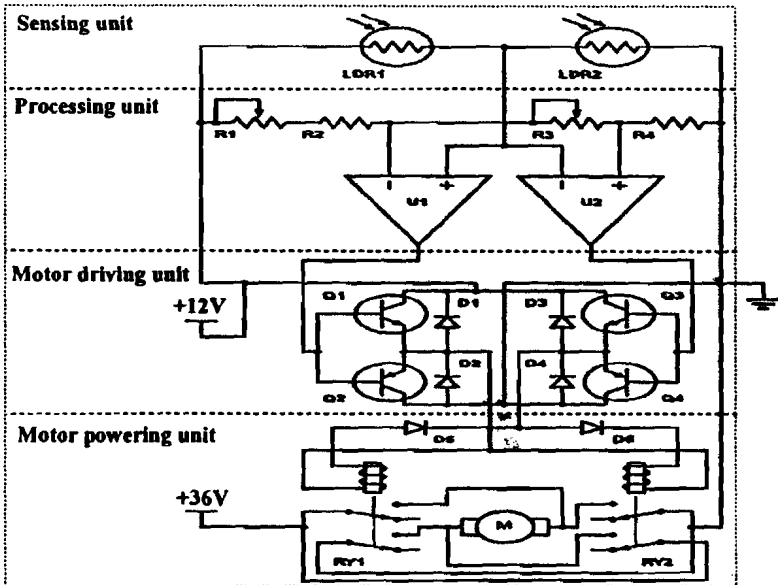 Sensing unit
LDR1 LDR2
Processing unit
R1 R2 R3 R4
- + - +
U1 U2
Motor driving unit
+12V
Q1 D1 D3 Q3
D2 D4
Q2 Q4
Motor powering unit
D5 D6
+36V
M
RY1 RY2